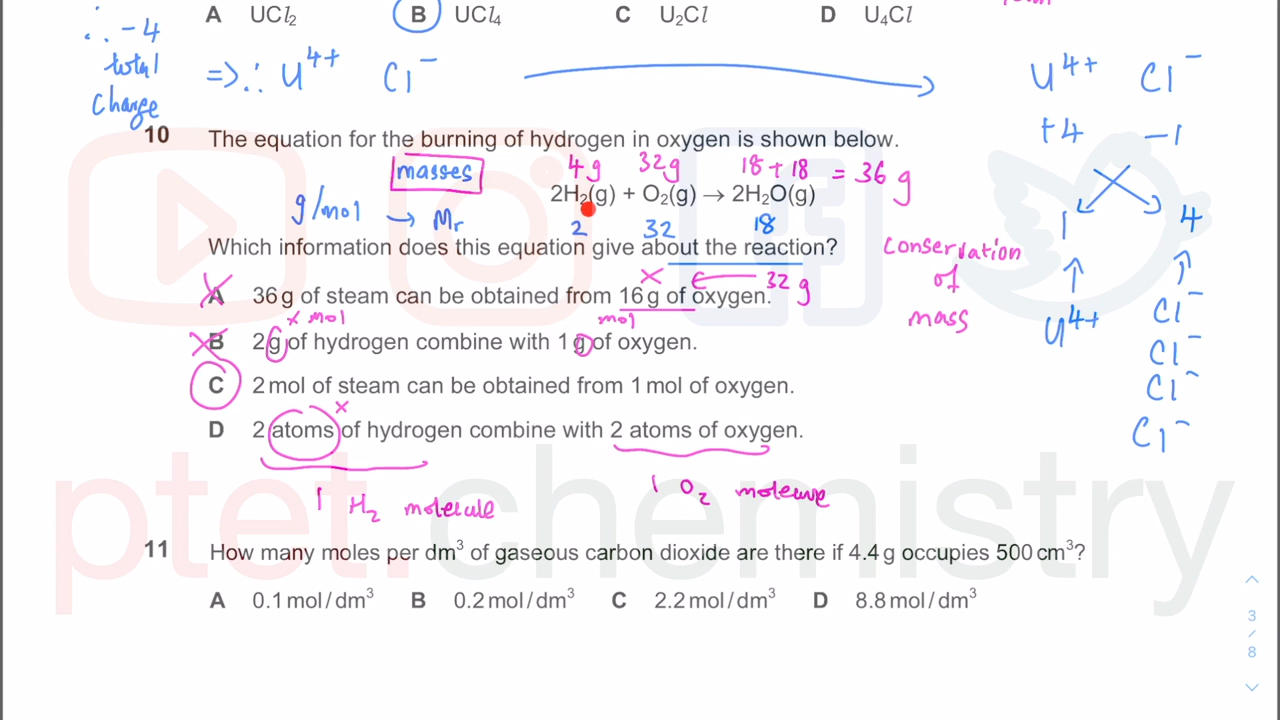 A UCl2 B UCl4 C U2Cl D U4Cl
∴ -4
total
charge
=> ∴ U4+ Cl-
U4+ Cl-
+4 -1
1 4
U4+ Cl-
Cl-
Cl-
Cl-
10 The equation for the burning of hydrogen in oxygen is shown below.
masses 4g 32g 18+18 = 36 g
2H2(g) + O2(g) → 2H2O(g)
g/mol → Mr 2 32 18
Which information does this equation give about the reaction?
conservation
of
mass
32 g
A 36 g of steam can be obtained from 16 g of oxygen.
x mol mol
B 2 g of hydrogen combine with 1 g of oxygen.
C 2 mol of steam can be obtained from 1 mol of oxygen.
D 2 atoms of hydrogen combine with 2 atoms of oxygen.
1 H2 molecule 1 O2 molecule
ptet.chemistry
11 How many moles per dm3 of gaseous carbon dioxide are there if 4.4 g occupies 500 cm3?
A 0.1 mol/dm3 B 0.2 mol/dm3 C 2.2 mol/dm3 D 8.8 mol/dm3
3
/
8